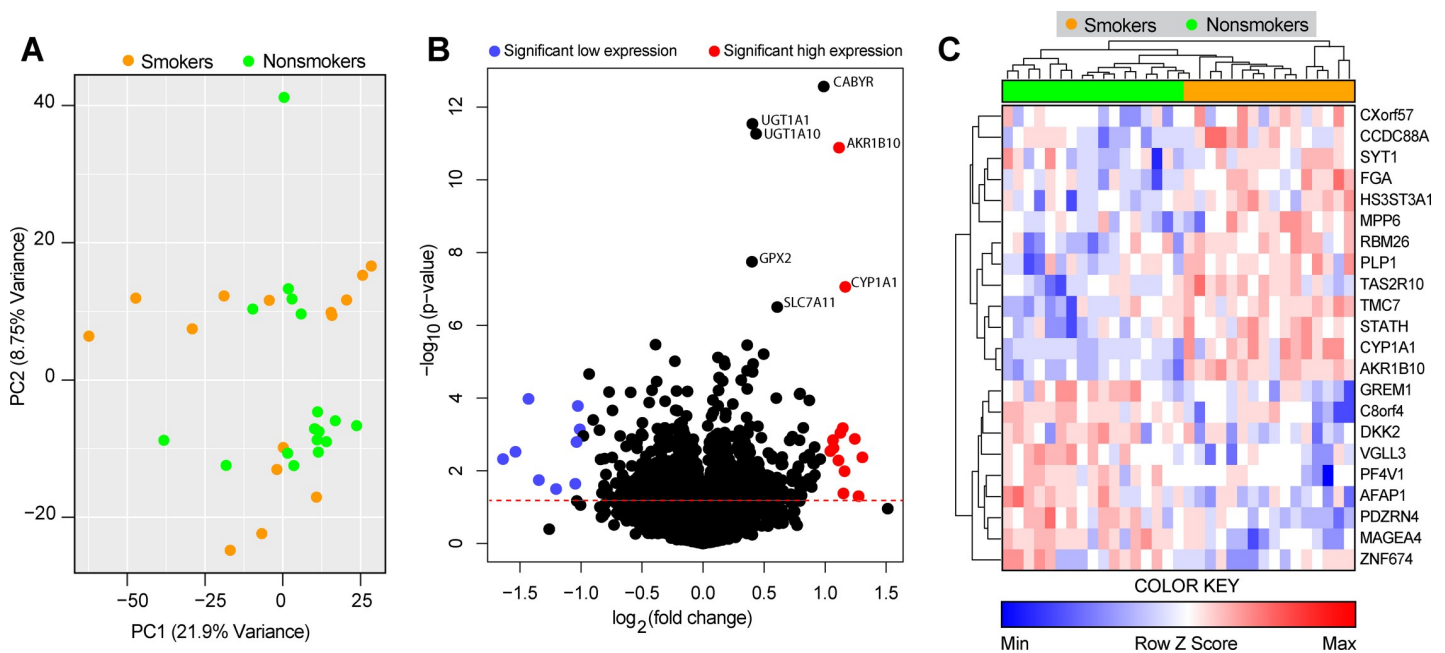 A
Smokers Nonsmokers
40
20
0
−20
PC2 (8.75% Variance)
−50 −25 0 25
PC1 (21.9% Variance)
B
Significant low expression Significant high expression
CABYR
UGT1A1
UGT1A10
AKR1B10
GPX2
CYP1A1
SLC7A11
12
10
8
6
4
2
0
−log10(p-value)
−1.5 −1.0 −0.5 0.0 0.5 1.0 1.5
log2(fold change)
C
Smokers Nonsmokers
CXorf57
CCDC88A
SYT1
FGA
HS3ST3A1
MPP6
RBM26
PLP1
TAS2R10
TMC7
STATH
CYP1A1
AKR1B10
GREM1
C8orf4
DKK2
VGLL3
PF4V1
AFAP1
PDZRN4
MAGEA4
ZNF674
COLOR KEY
Min Row Z Score Max